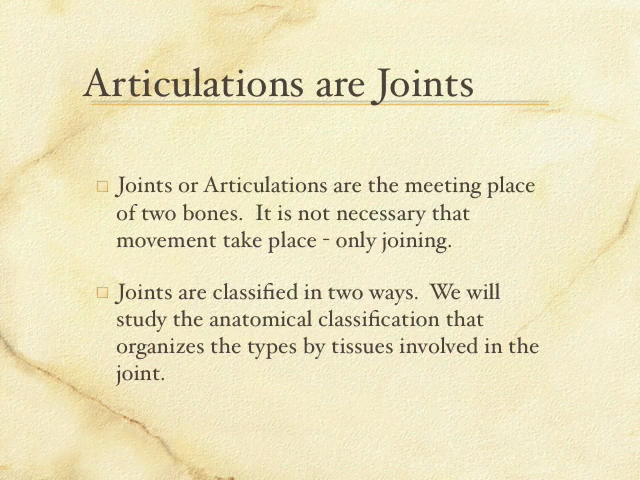 Articulations are Joints
Joints or Articulations are the meeting place
of two bones.  It is not necessary that
movement take place - only joining.
Joints are classified in two ways.  We will
study the anatomical classification that
organizes the types by tissues involved in the
joint.